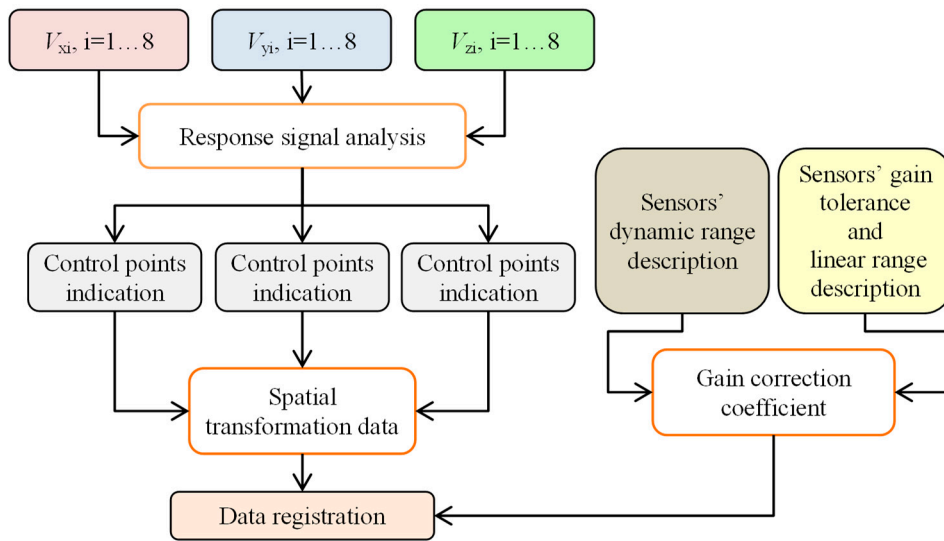 Vxi, i=1…8
Vyi, i=1…8
Vzi, i=1…8
Response signal analysis
Sensors’
dynamic range
description
Sensors’ gain
tolerance
and
linear range
description
Control points
indication
Control points
indication
Control points
indication
Spatial
transformation data
Gain correction
coefficient
Data registration